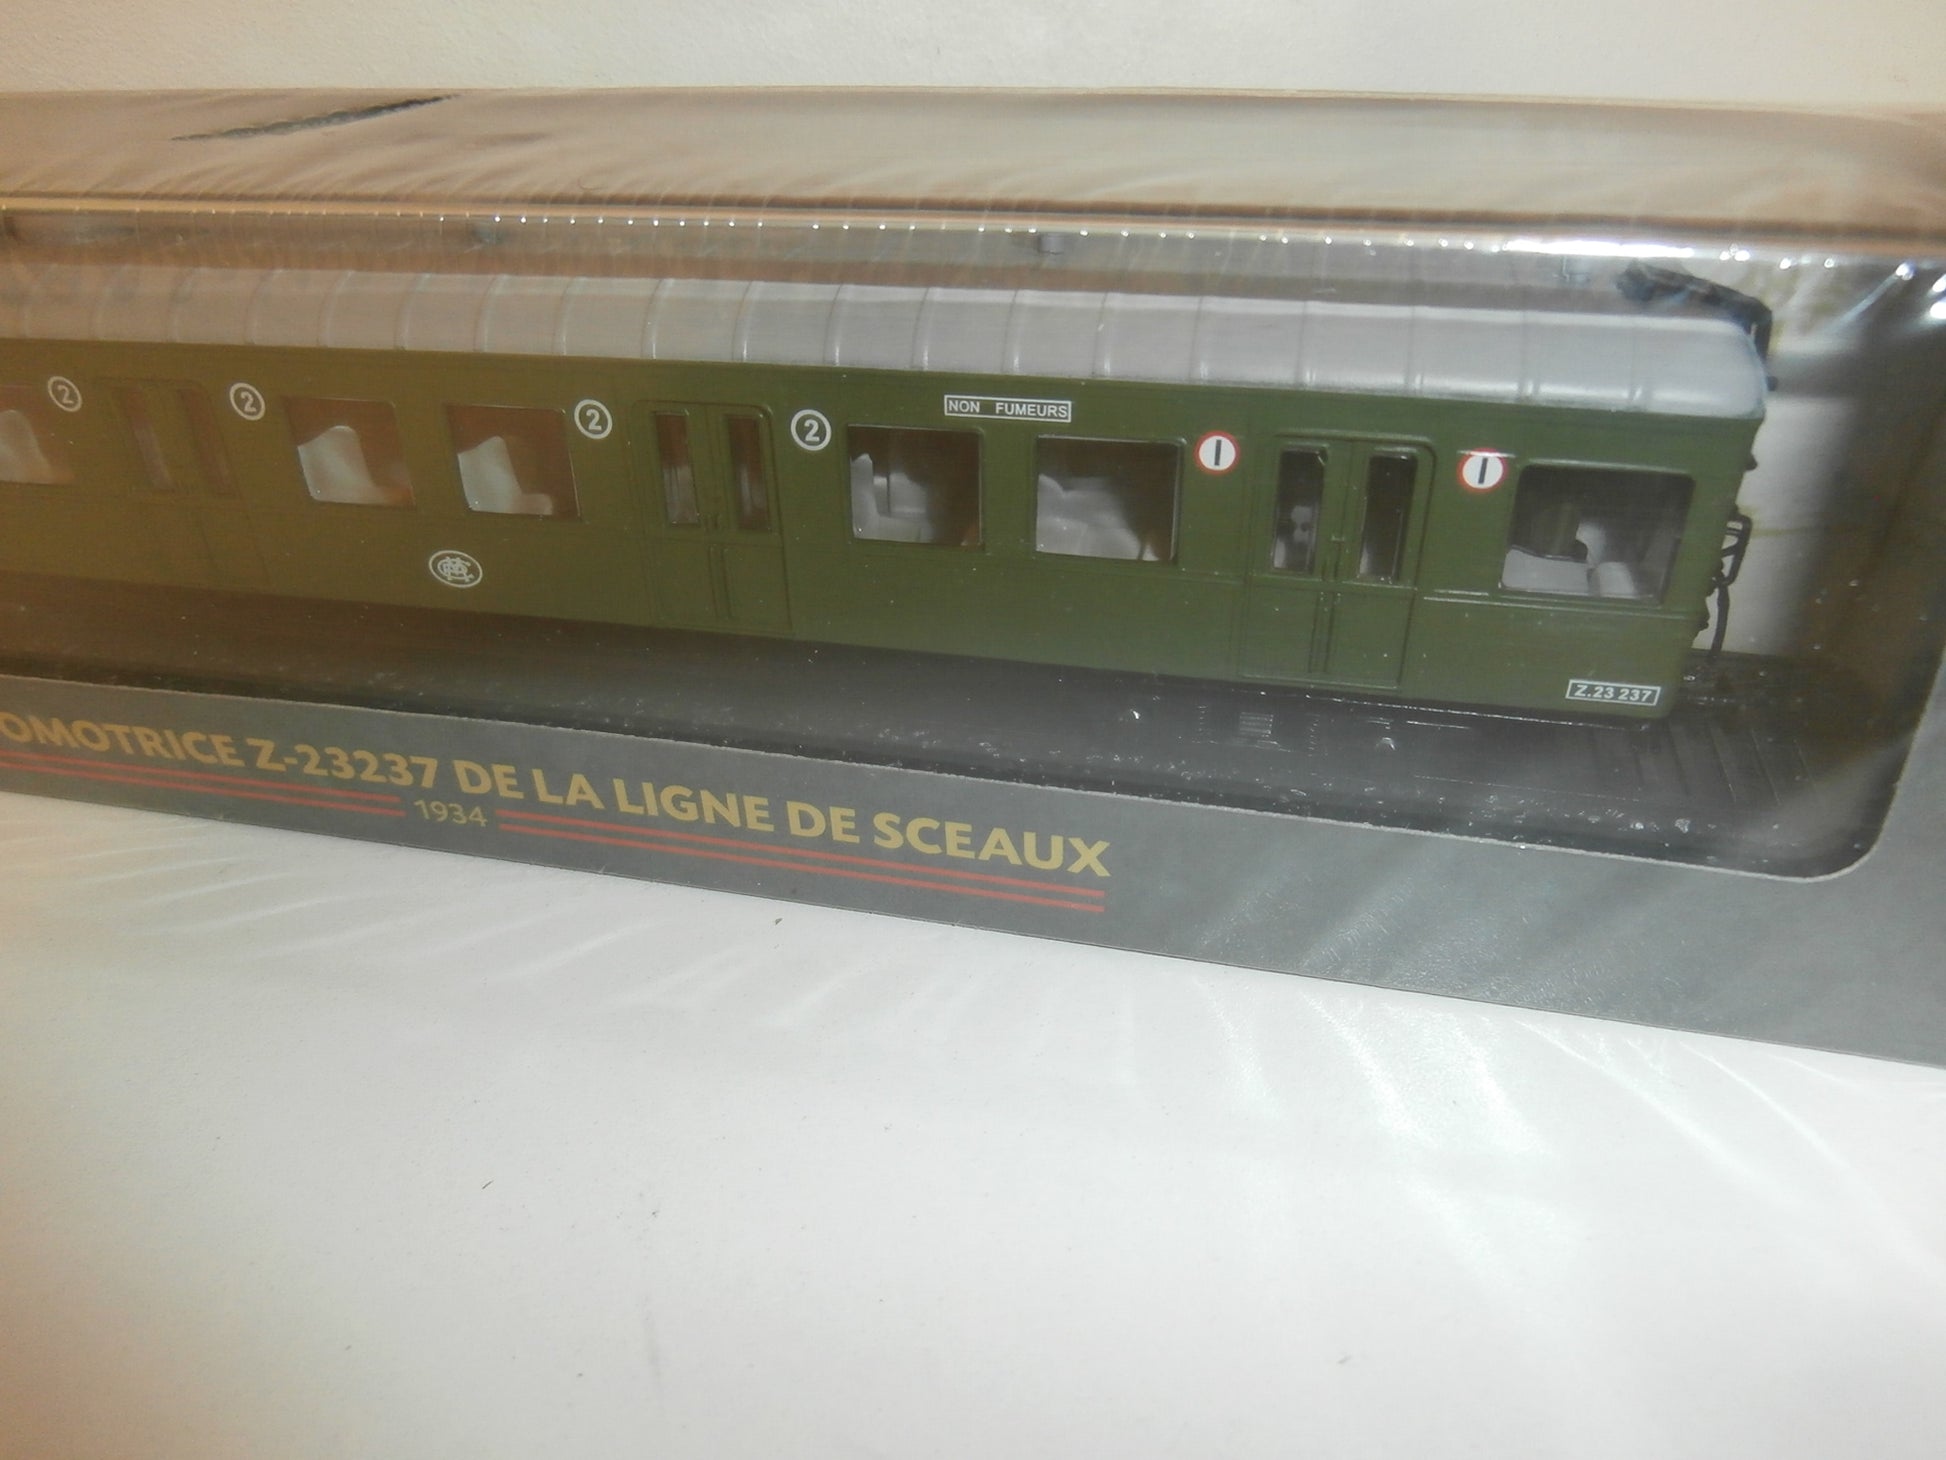 2 2 2 2 NON FUMEURS 1 1
Z.23 237
OMOTRICE Z-23237 DE LA LIGNE DE SCEAUX
1934